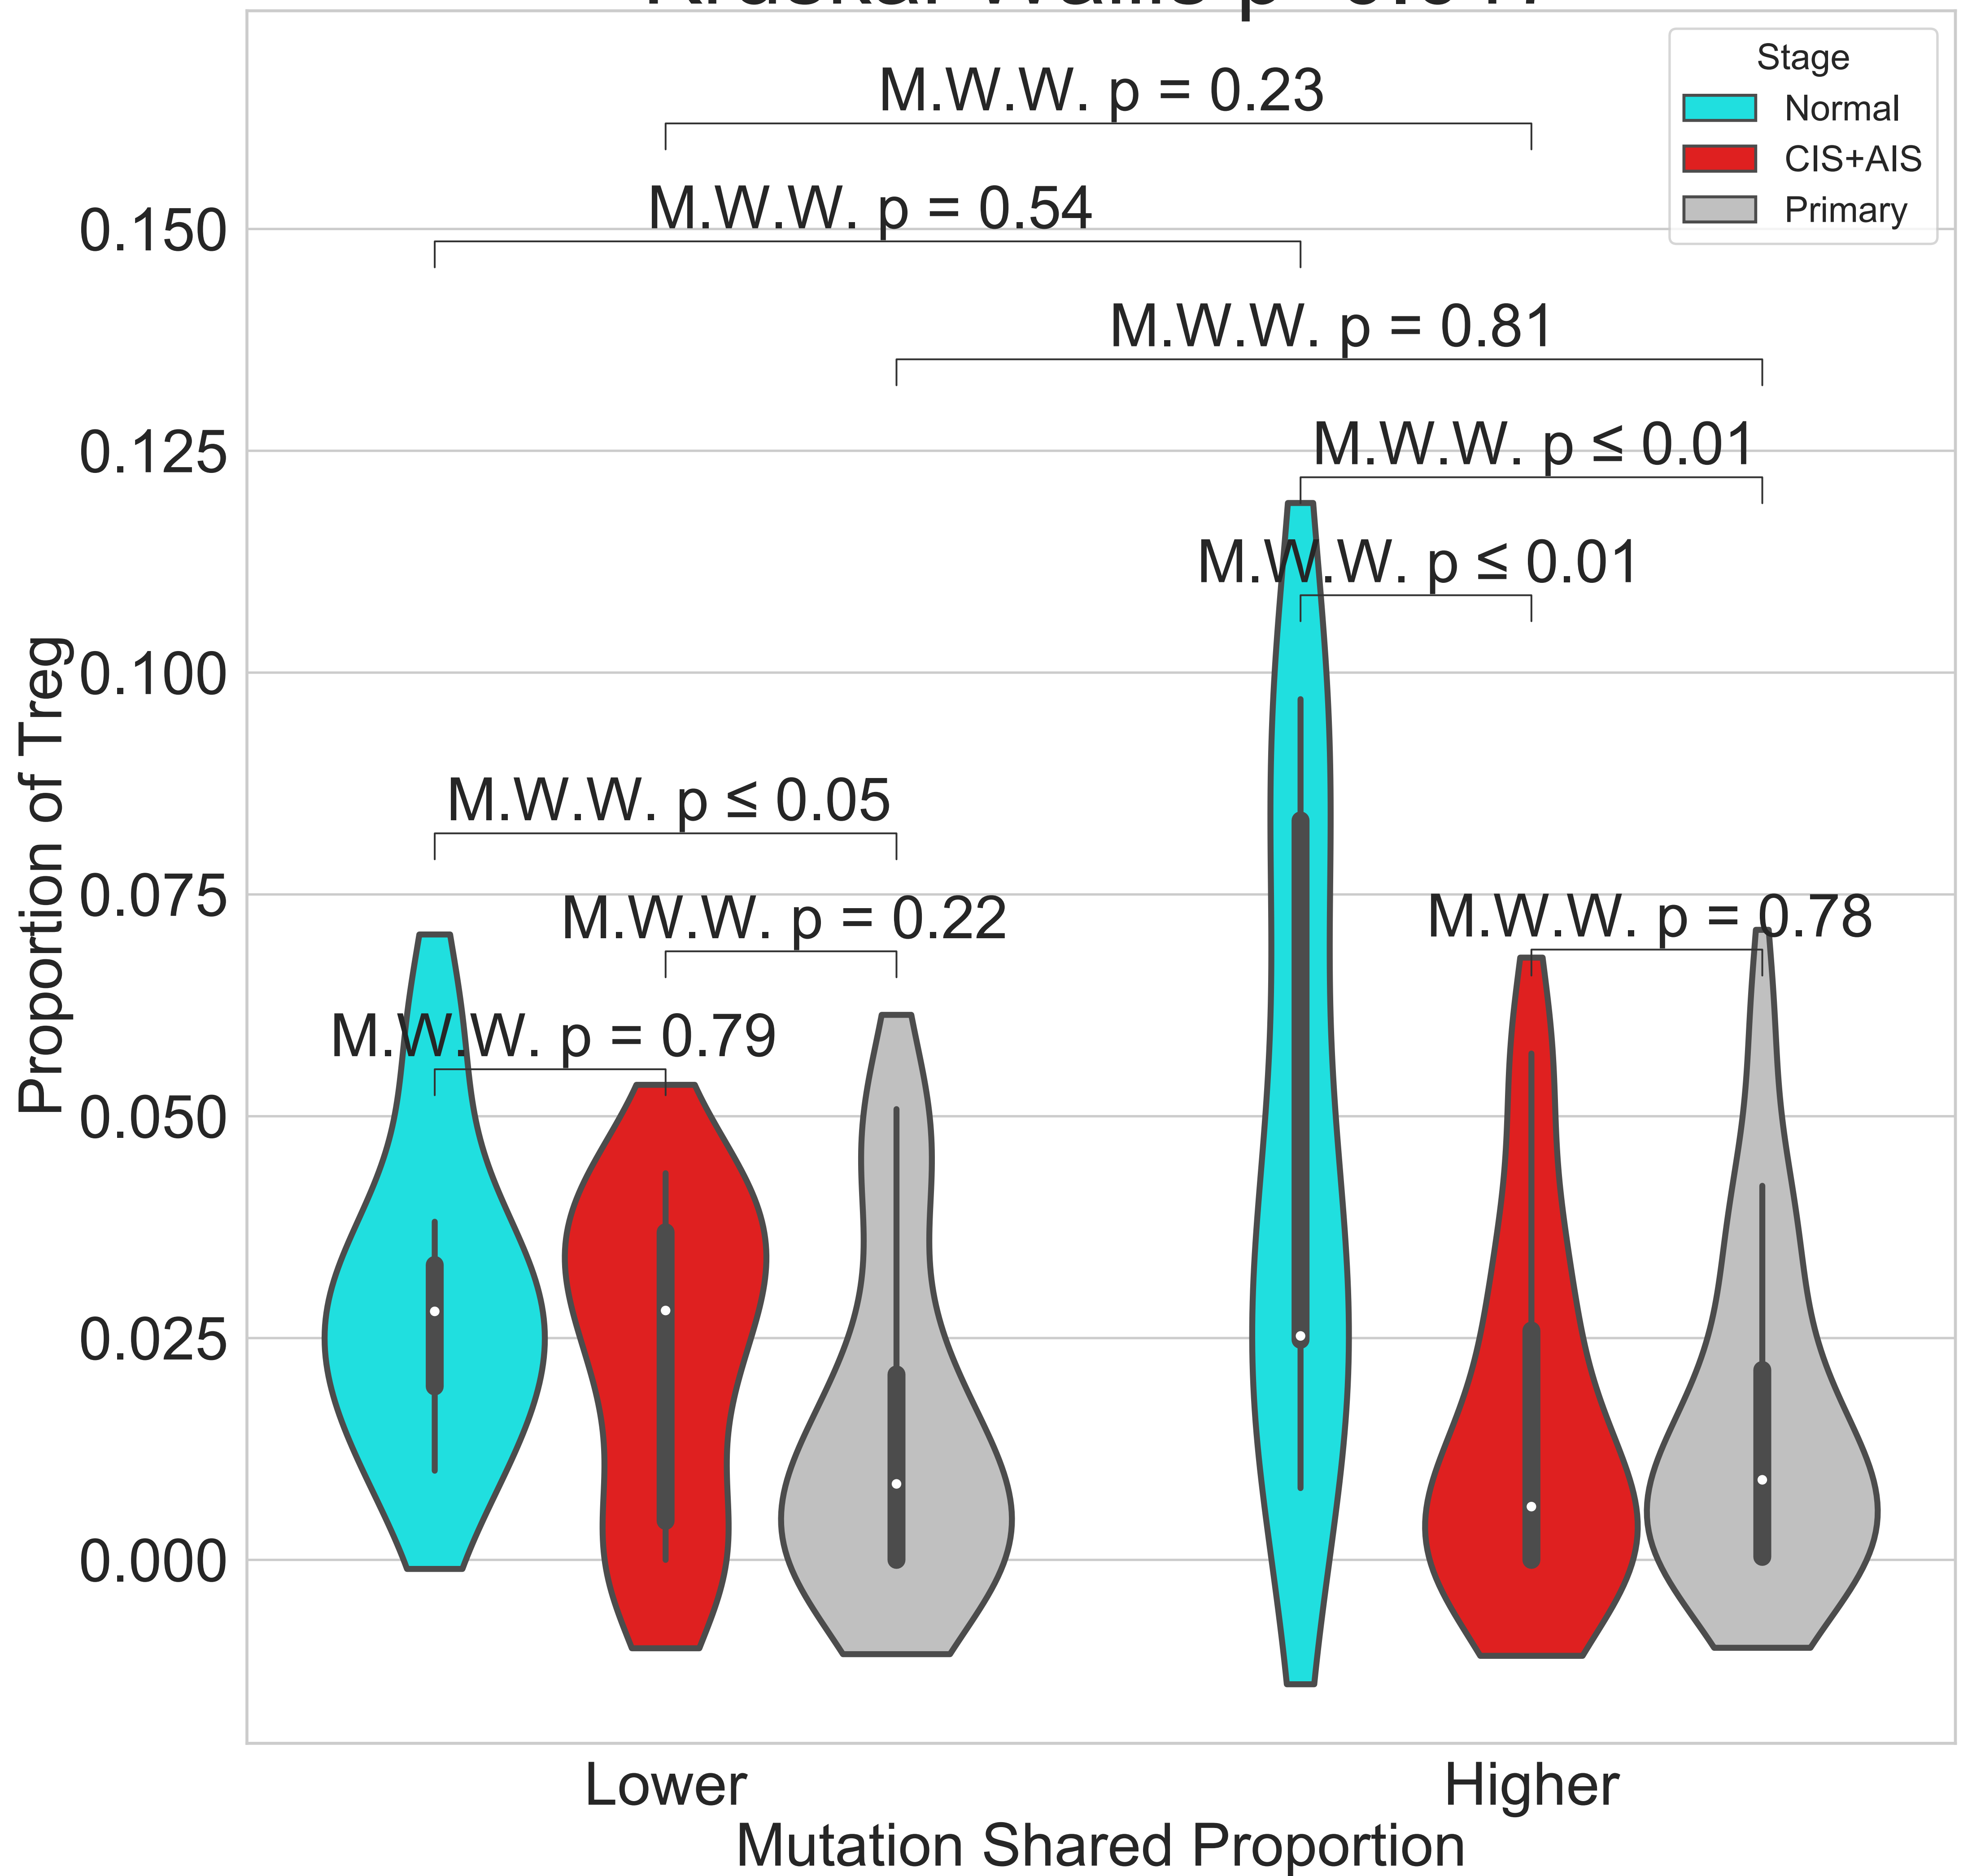 Stage
Normal
CIS+AIS
Primary
M.W.W. p = 0.23
M.W.W. p = 0.54
M.W.W. p = 0.81
M.W.W. p ≤ 0.01
M.W.W. p ≤ 0.01
M.W.W. p ≤ 0.05
M.W.W. p = 0.22
M.W.W. p = 0.78
M.W.W. p = 0.79
0.150
0.125
0.100
0.075
0.050
0.025
0.000
Proportion of Treg
Lower
Higher
Mutation Shared Proportion